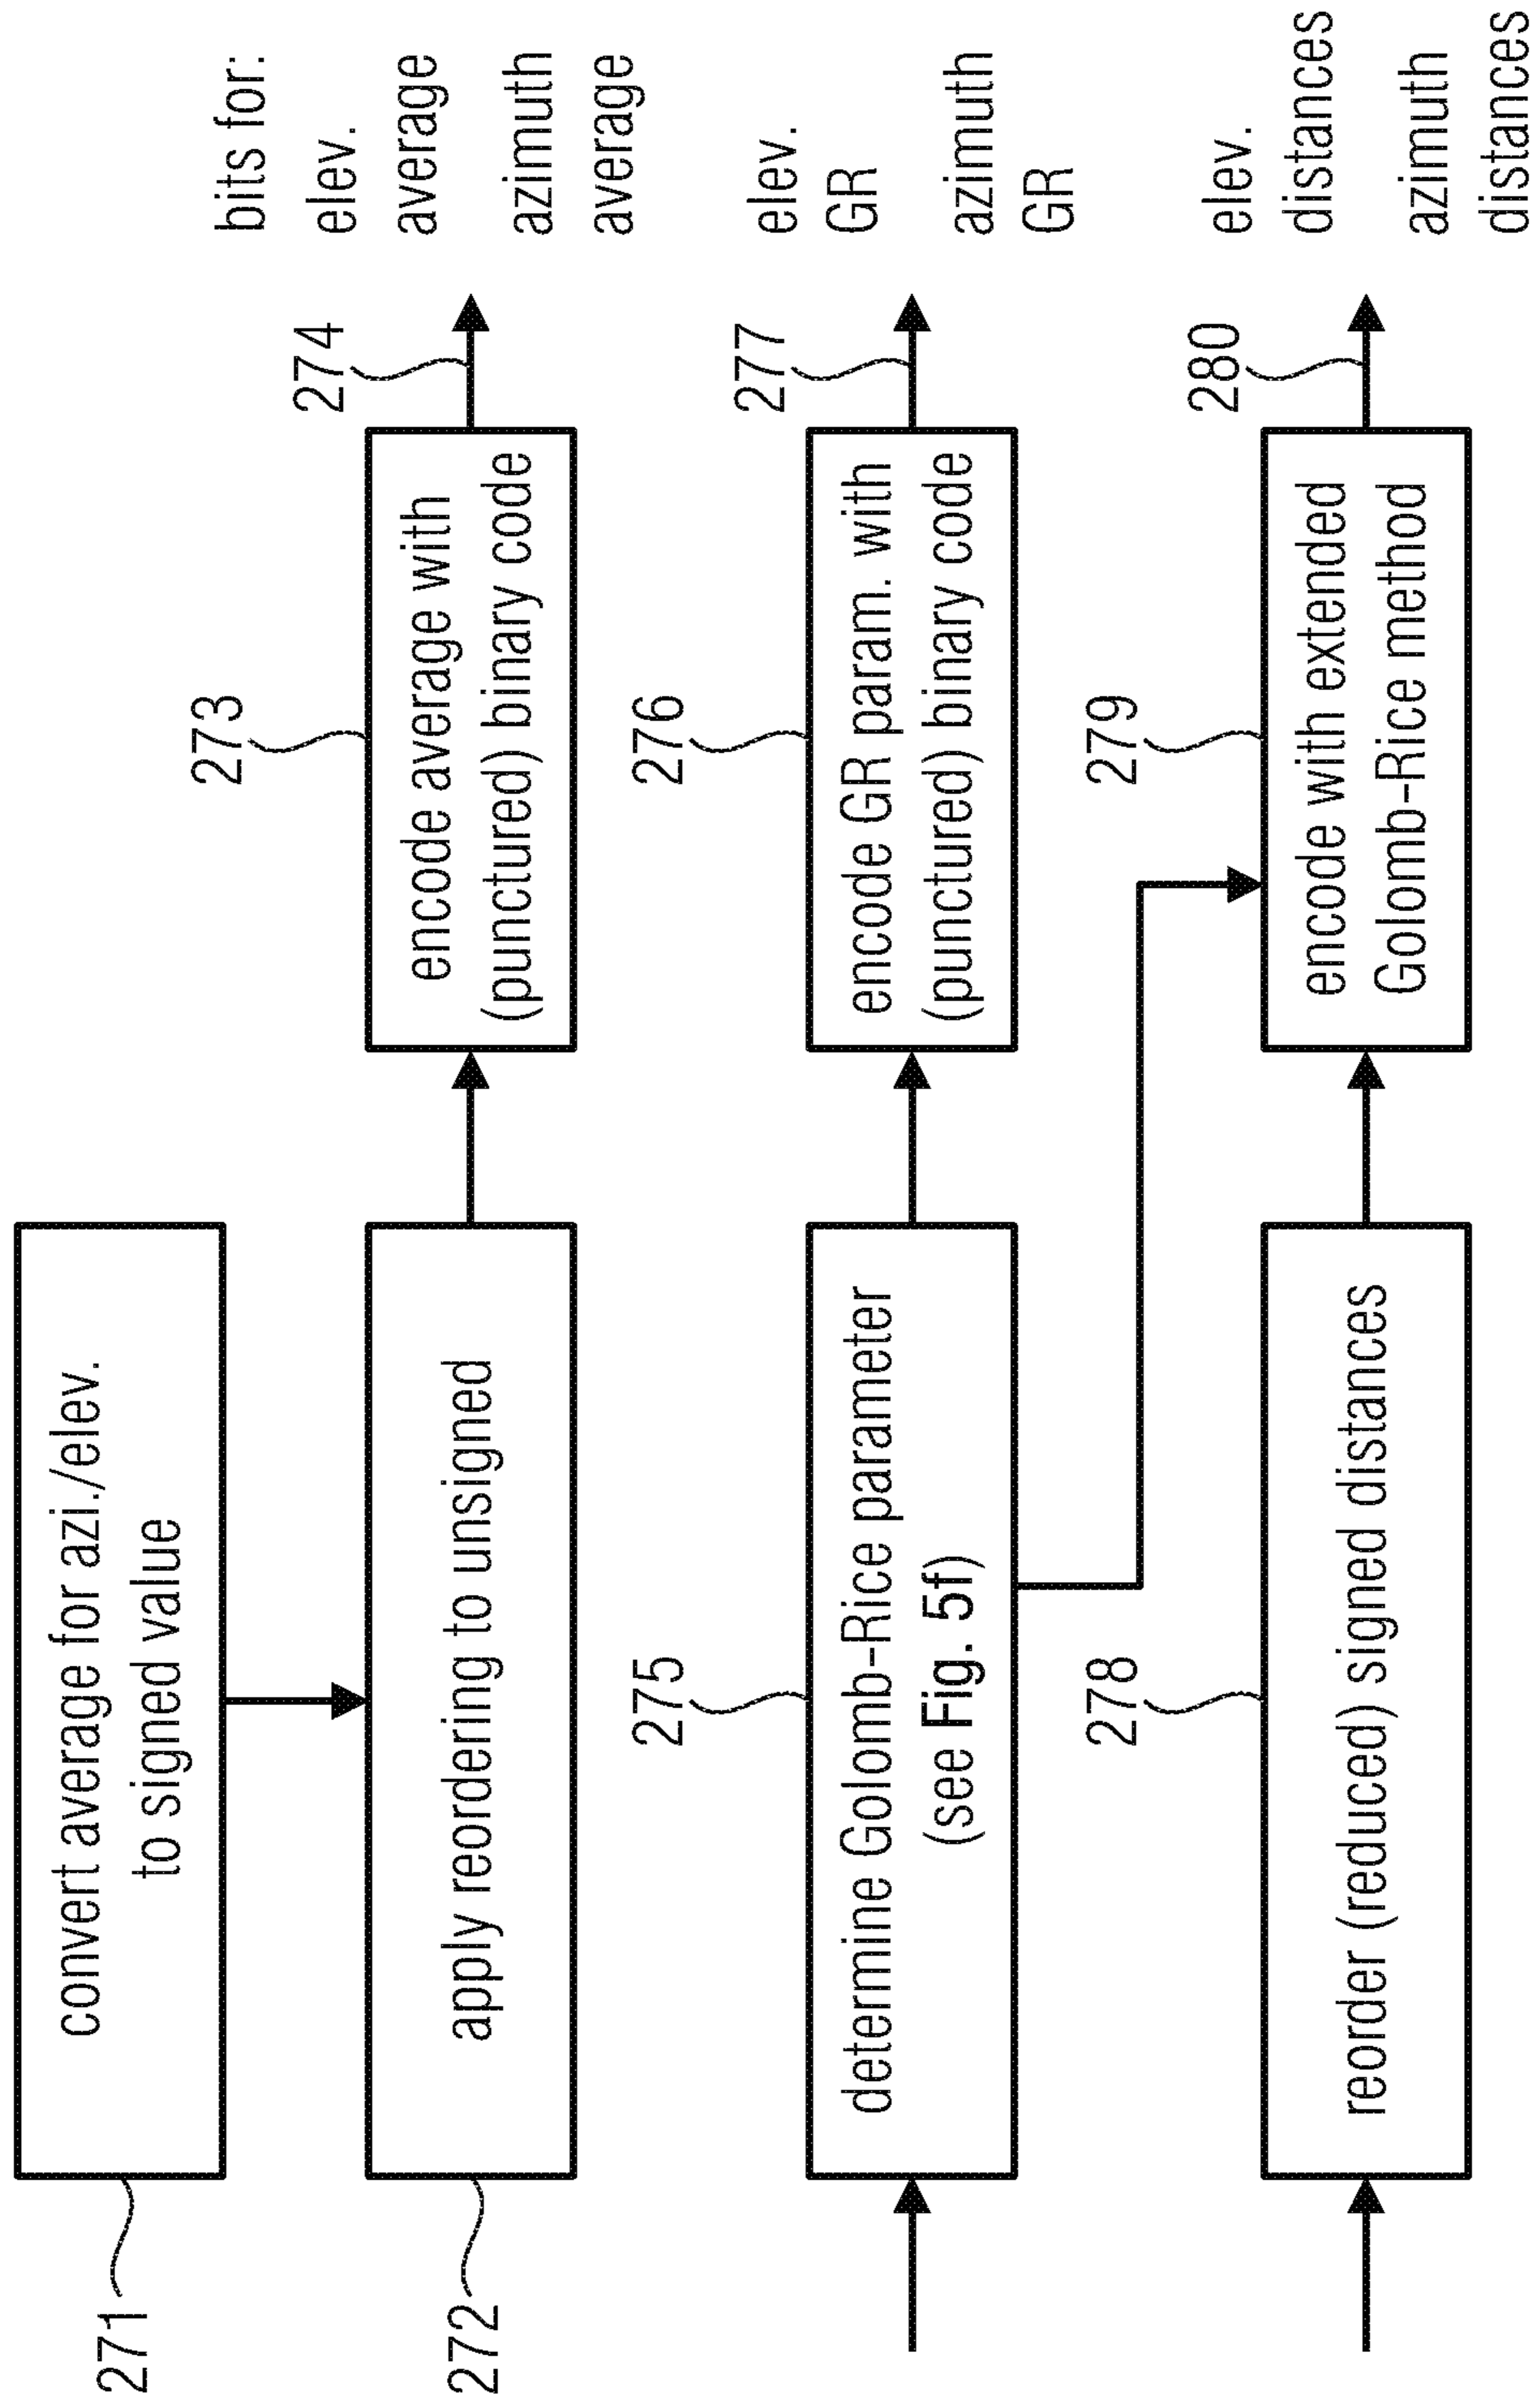 271
convert average for azi./elev.
to signed value
bits for:
272
apply reordering to unsigned
273
encode average with
(punctured) binary code
274
elev.
average
azimuth
average
275
determine Golomb-Rice parameter
(see Fig. 5f)
276
encode GR param. with
(punctured) binary code
277
elev.
GR
azimuth
GR
278
reorder (reduced) signed distances
279
encode with extended
Golomb-Rice method
280
elev.
distances
azimuth
distances